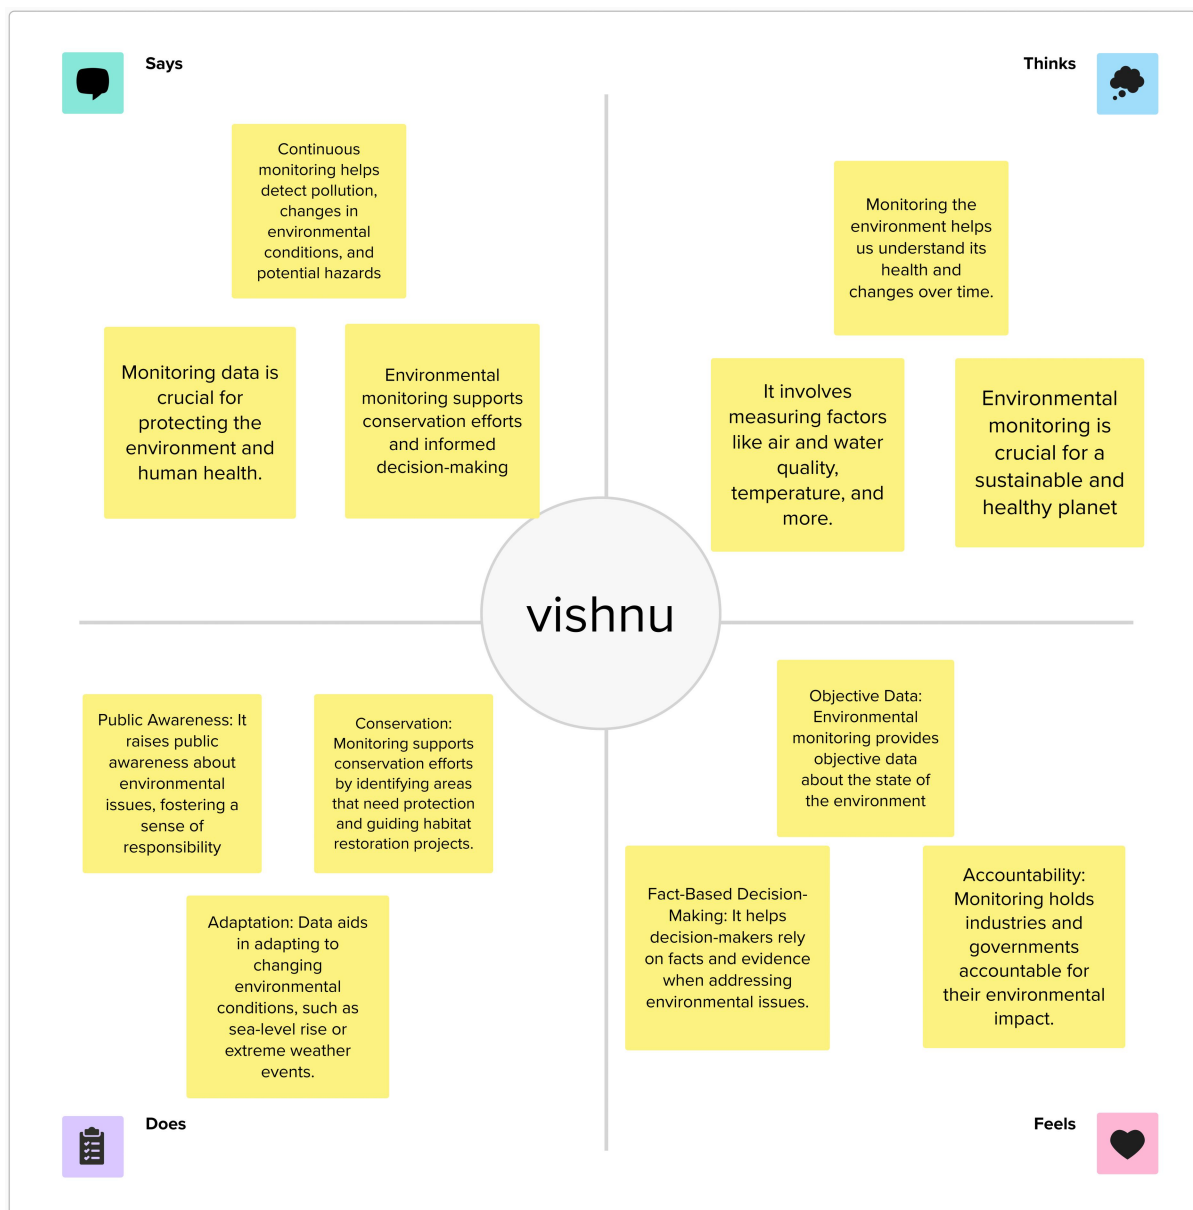 Says
Thinks
Continuous
monitoring helps
detect pollution,
changes in
environmental
conditions, and
potential hazards
Monitoring data is
crucial for
protecting the
environment and
human health.
Environmental
monitoring supports
conservation efforts
and informed
decision-making
Monitoring the
environment helps
us understand its
health and
changes over time.
It involves
measuring factors
like air and water
quality,
temperature, and
more.
Environmental
monitoring is
crucial for a
sustainable and
healthy planet
vishnu
Public Awareness: It
raises public
awareness about
environmental
issues, fostering a
sense of
responsibility
Conservation:
Monitoring supports
conservation efforts
by identifying areas
that need protection
and guiding habitat
restoration projects.
Adaptation: Data aids
in adapting to
changing
environmental
conditions, such as
sea-level rise or
extreme weather
events.
Objective Data:
Environmental
monitoring provides
objective data
about the state of
the environment
Fact-Based Decision-
Making: It helps
decision-makers rely
on facts and evidence
when addressing
environmental issues.
Accountability:
Monitoring holds
industries and
governments
accountable for
their environmental
impact.
Does
Feels